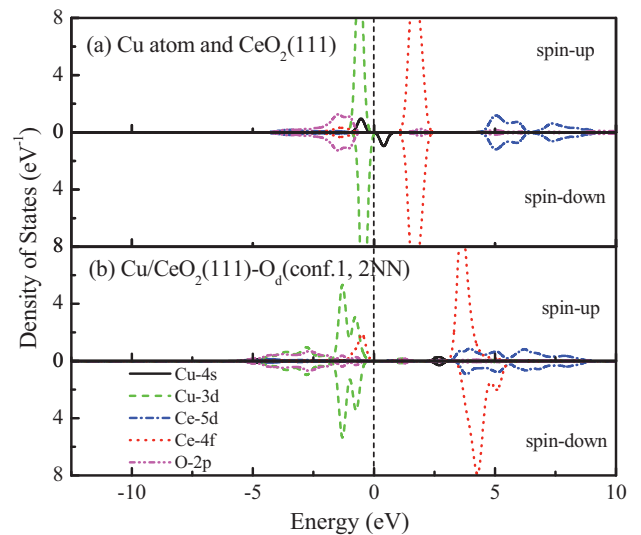 8
(a) Cu atom and CeO₂(111)
spin-up
4
0
4
spin-down
8
(b) Cu/CeO₂(111)-O_d(conf.1, 2NN)
spin-up
4
0
Cu-4s
Cu-3d
Ce-5d
Ce-4f
O-2p
4
spin-down
8
-10
-5
0
5
10
Energy (eV)
Density of States (eV⁻¹)